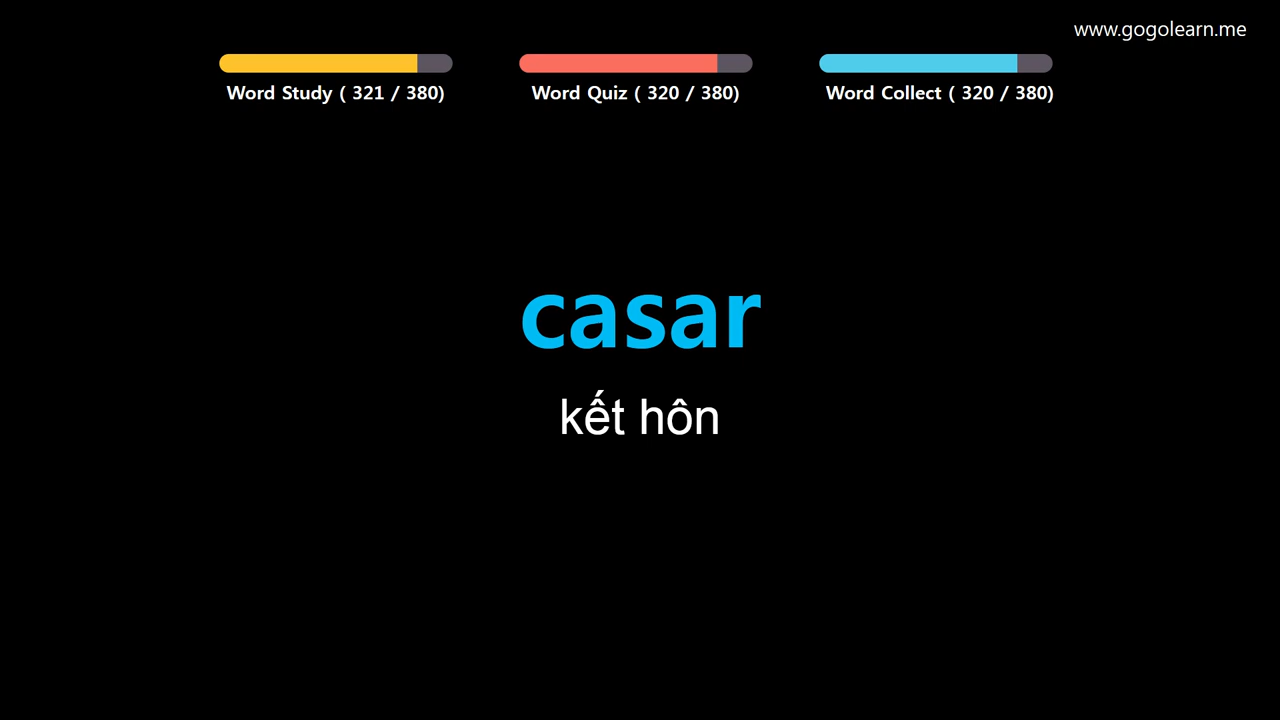 www.gogolearn.me
Word Study ( 321 / 380)
Word Quiz ( 320 / 380)
Word Collect ( 320 / 380)
casar
kết hôn